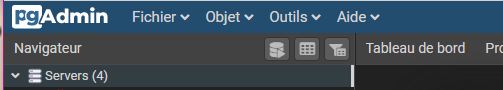 pgAdmin Fichier Objet Outils Aide
Navigateur Tableau de bord
Servers (4)